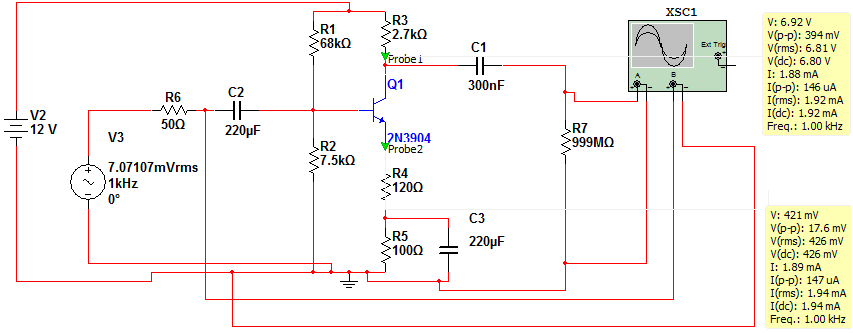 XSC1
Ext Trig
+
-
A
B
+
-
+
-
V2
12 V
V3
7.07107mVrms
1kHz
0°
R6
50Ω
C2
220µF
R1
68kΩ
R2
7.5kΩ
R3
2.7kΩ
Probe1
Q1
2N3904
Probe2
R4
120Ω
R5
100Ω
C3
220µF
C1
300nF
R7
999MΩ
V: 6.92 V
V(p-p): 394 mV
V(rms): 6.81 V
V(dc): 6.80 V
I: 1.88 mA
I(p-p): 146 uA
I(rms): 1.92 mA
I(dc): 1.92 mA
Freq.: 1.00 kHz
V: 421 mV
V(p-p): 17.6 mV
V(rms): 426 mV
V(dc): 426 mV
I: 1.89 mA
I(p-p): 147 uA
I(rms): 1.94 mA
I(dc): 1.94 mA
Freq.: 1.00 kHz